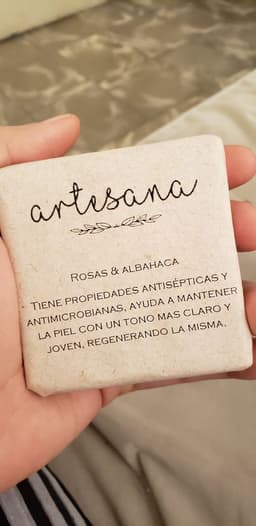 artesana
ROSAS & ALBAHACA
TIENE PROPIEDADES ANTISÉPTICAS Y
ANTIMICROBIANAS, AYUDA A MANTENER
LA PIEL CON UN TONO MAS CLARO Y
JOVEN, REGENERANDO LA MISMA.